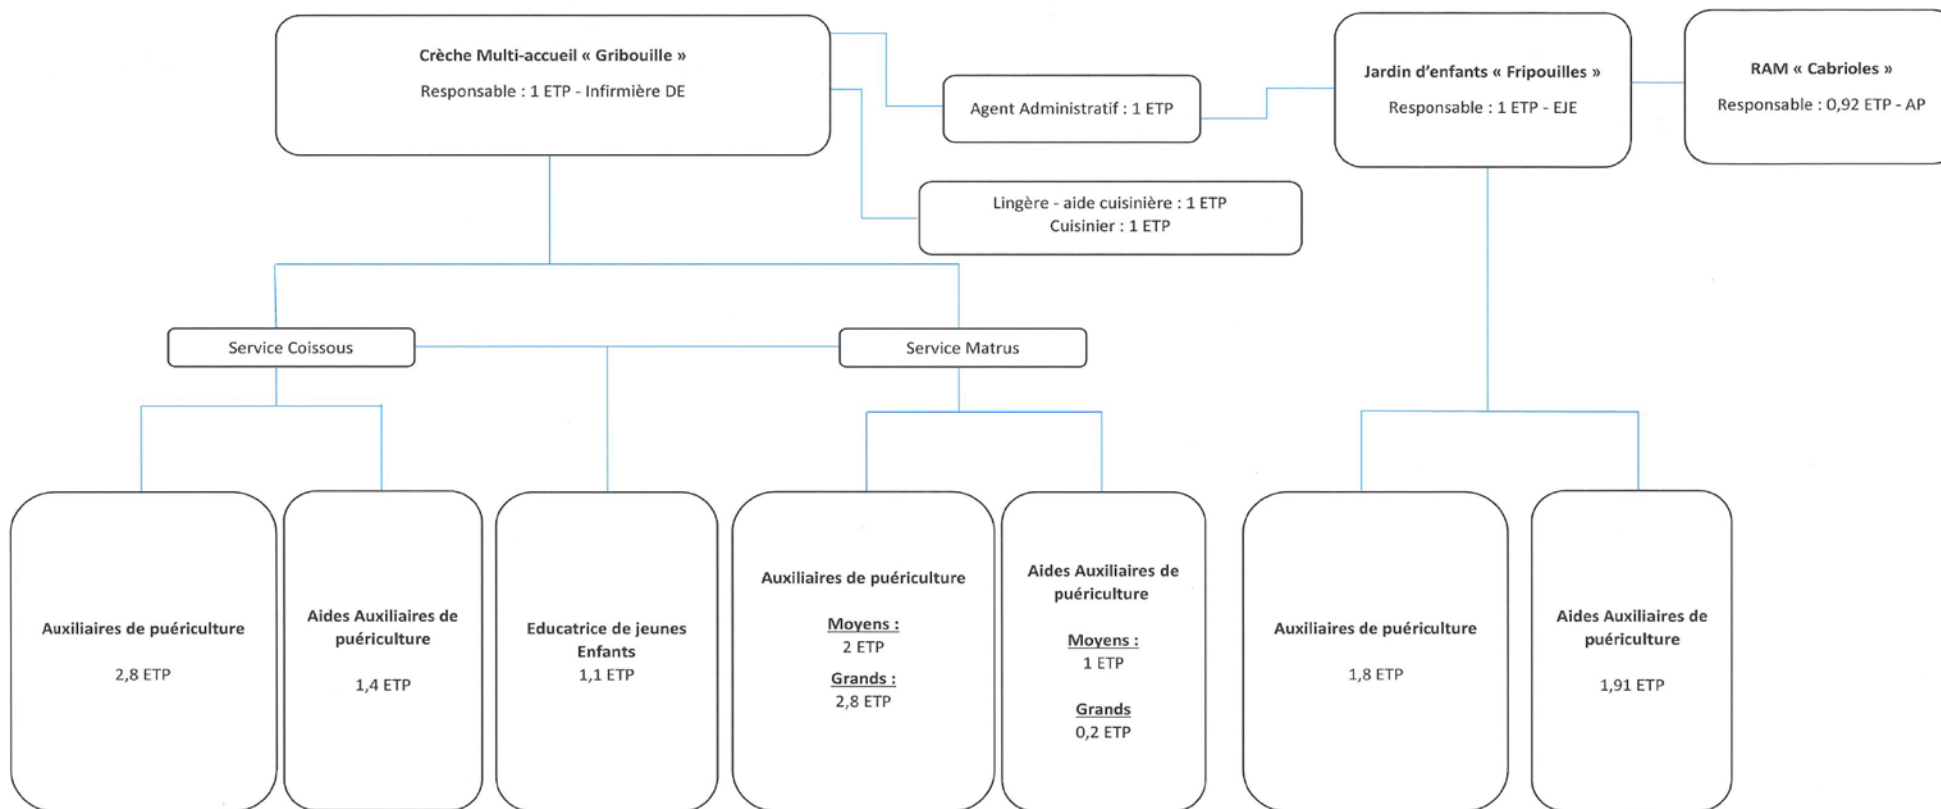 Crèche Multi-accueil « Gribouille »
Responsable : 1 ETP - Infirmière DE
Agent Administratif : 1 ETP
Jardin d'enfants « Fripouilles »
Responsable : 1 ETP - EJE
RAM « Cabrioles »
Responsable : 0,92 ETP - AP
Lingère - aide cuisinière : 1 ETP
Cuisinier : 1 ETP
Service Coissous
Service Matrus
Auxiliaires de puériculture
2,8 ETP
Aides Auxiliaires de
puériculture
1,4 ETP
Educatrice de jeunes
Enfants
1,1 ETP
Auxiliaires de puériculture
Moyens :
2 ETP
Grands :
2,8 ETP
Aides Auxiliaires de
puériculture
Moyens :
1 ETP
Grands
0,2 ETP
Auxiliaires de puériculture
1,8 ETP
Aides Auxiliaires de
puériculture
1,91 ETP